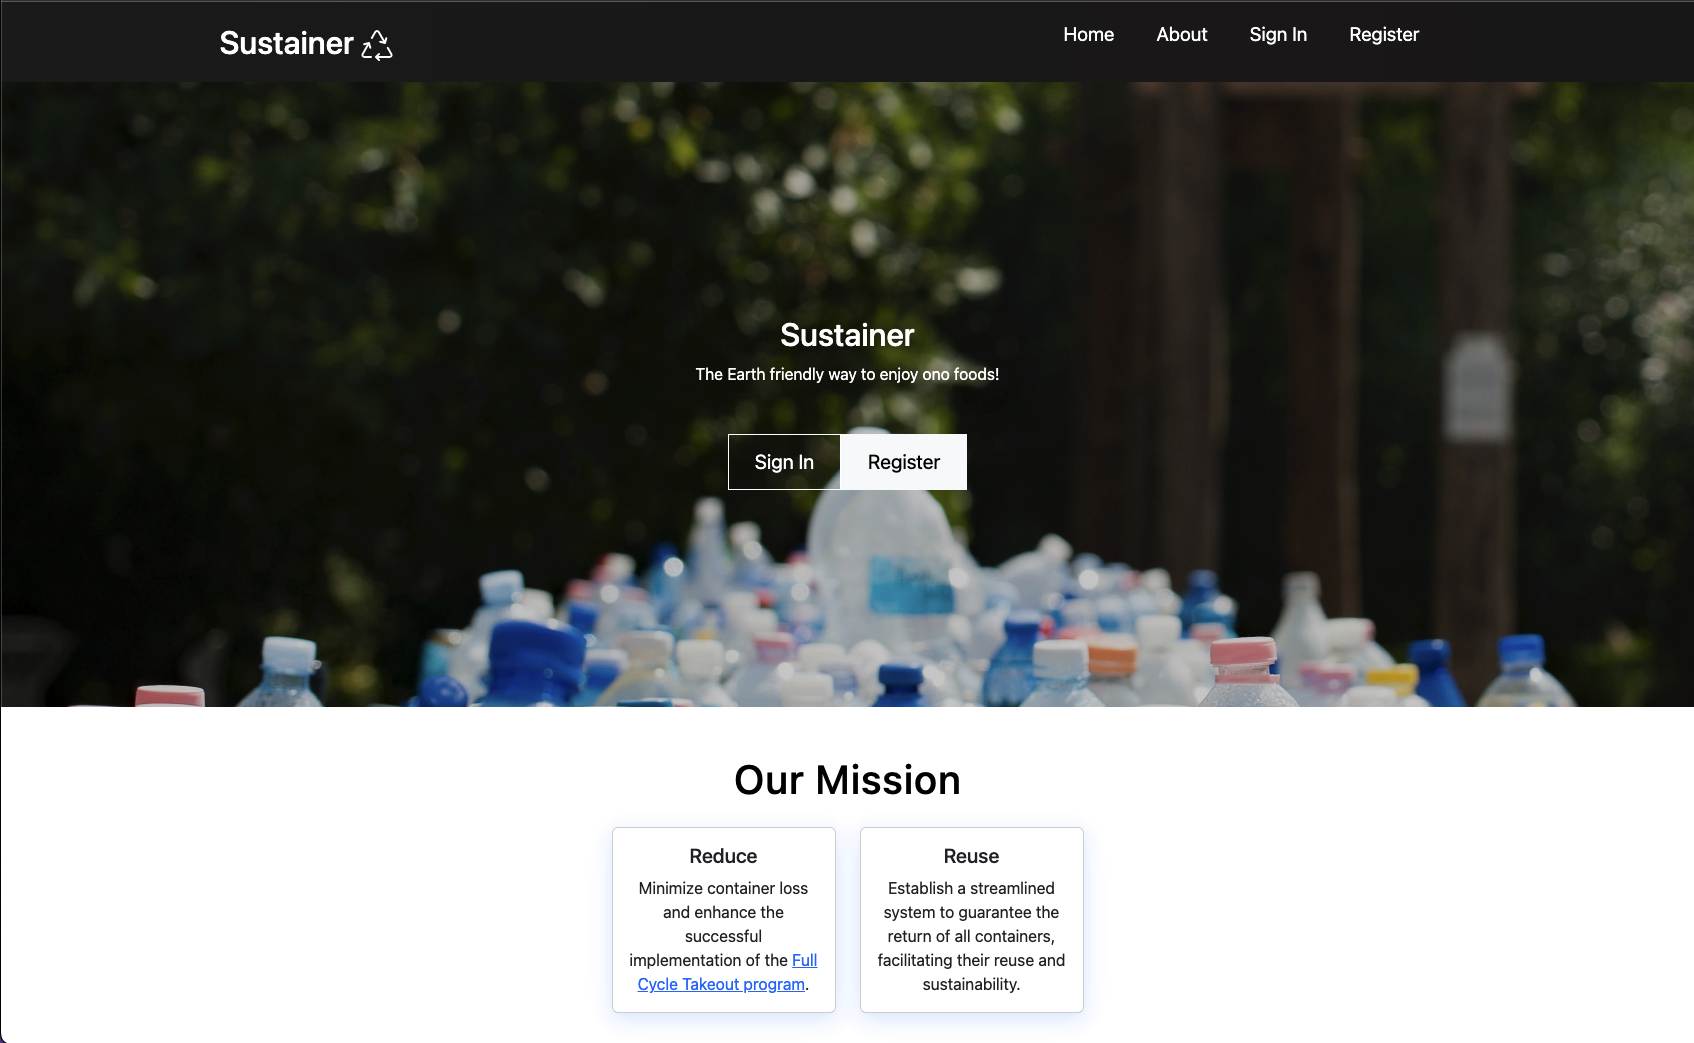 Sustainer
Home About Sign In Register
Sustainer
The Earth friendly way to enjoy ono foods!
Sign In Register
Our Mission
Reduce
Minimize container loss
and enhance the
successful
implementation of the Full
Cycle Takeout program.
Reuse
Establish a streamlined
system to guarantee the
return of all containers,
facilitating their reuse and
sustainability.